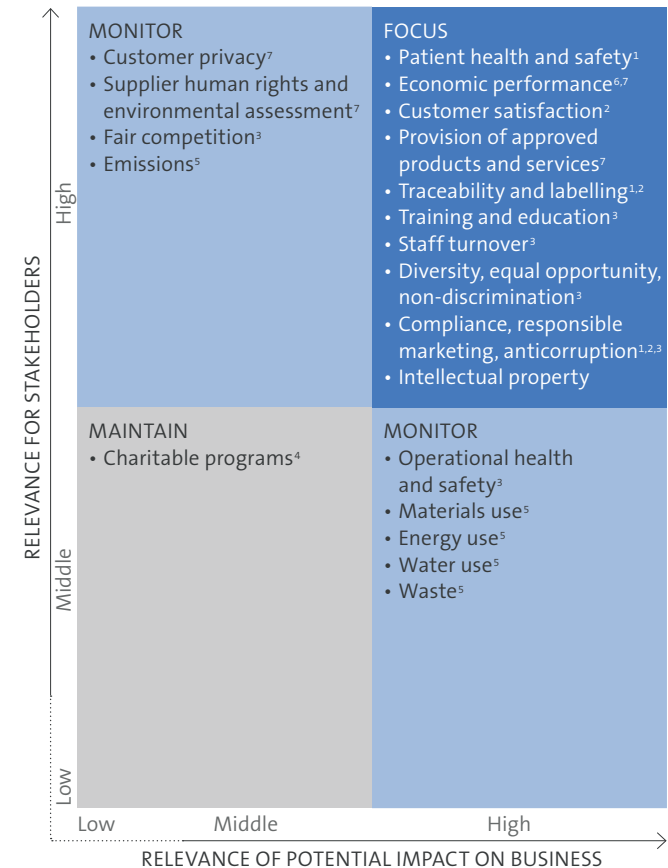 MONITOR
• Customer privacy⁷
• Supplier human rights and
environmental assessment⁷
• Fair competition³
• Emissions⁵
FOCUS
• Patient health and safety¹
• Economic performance⁶,⁷
• Customer satisfaction²
• Provision of approved
products and services⁷
• Traceability and labelling¹,²
• Training and education³
• Staff turnover³
• Diversity, equal opportunity,
non-discrimination³
• Compliance, responsible
marketing, anticorruption¹,²,³
• Intellectual property
MAINTAIN
• Charitable programs⁴
MONITOR
• Operational health
and safety³
• Materials use⁵
• Energy use⁵
• Water use⁵
• Waste⁵
RELEVANCE FOR STAKEHOLDERS
High
Middle
Low
Low
Middle
High
RELEVANCE OF POTENTIAL IMPACT ON BUSINESS